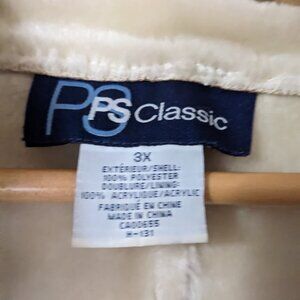 PS
PS Classic
3X
EXTÉRIEUR/SHELL:
100% POLYESTER
DOUBLURE/LINING:
100% ACRYLIQUE/ACRYLIC
FABRIQUÉ EN CHINE
MADE IN CHINA
CA00655
H-131